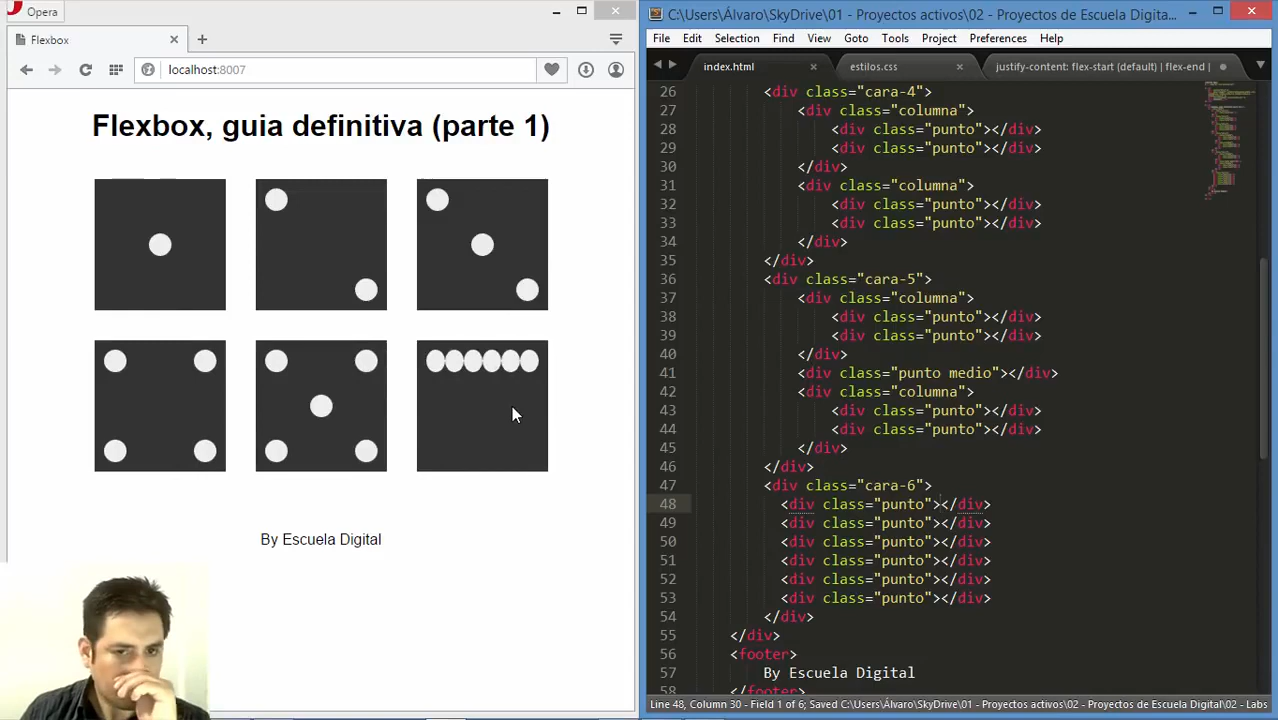 Opera
Flexbox
localhost:8007
Flexbox, guia definitiva (parte 1)
By Escuela Digital
C:\Users\Álvaro\SkyDrive\01 - Proyectos activos\02 - Proyectos de Escuela Digita...
File Edit Selection Find View Goto Tools Project Preferences Help
index.html estilos.css justify-content: flex-start (default) | flex-end |
26 <div class="cara-4">
27 <div class="columna">
28 <div class="punto"></div>
29 <div class="punto"></div>
30 </div>
31 <div class="columna">
32 <div class="punto"></div>
33 <div class="punto"></div>
34 </div>
35 </div>
36 <div class="cara-5">
37 <div class="columna">
38 <div class="punto"></div>
39 <div class="punto"></div>
40 </div>
41 <div class="punto medio"></div>
42 <div class="columna">
43 <div class="punto"></div>
44 <div class="punto"></div>
45 </div>
46 </div>
47 <div class="cara-6">
48 <div class="punto"></div>
49 <div class="punto"></div>
50 <div class="punto"></div>
51 <div class="punto"></div>
52 <div class="punto"></div>
53 <div class="punto"></div>
54 </div>
55 </div>
56 <footer>
57 By Escuela Digital
58 </footer>
Line 48, Column 30 - Field 1 of 6; Saved C:\Users\Álvaro\SkyDrive\01 - Proyectos activos\02 - Proyectos de Escuela Digital\02 - Labs